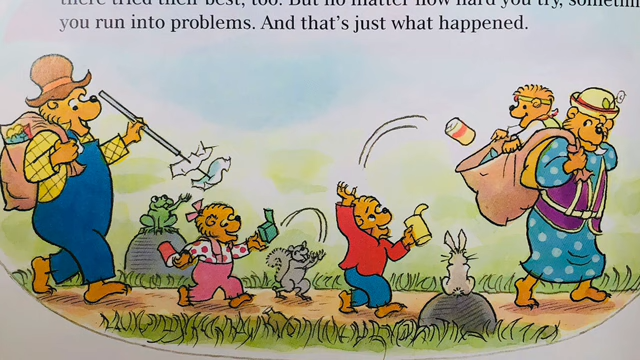 there tried their best, too. But no matter how hard you try,
you run into problems. And that's just what happened.